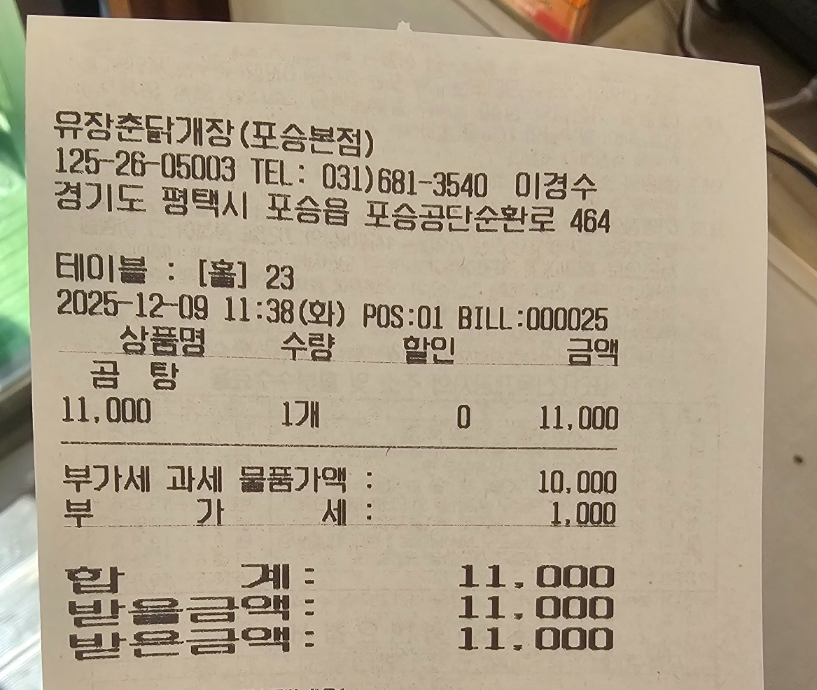 유장춘닭개장(포승본점)
125-26-05003 TEL: 031)681-3540 이경수
경기도 평택시 포승읍 포승공단순환로 464
테이블 : [홀] 23
2025-12-09 11:38(화) POS:01 BILL:000025
상품명 수량 할인 금액
곰 탕
11,000 1개 0 11,000
부가세 과세 물품가액 : 10,000
부 가 세 : 1,000
합 계 : 11,000
받을금액 : 11,000
받은금액 : 11,000